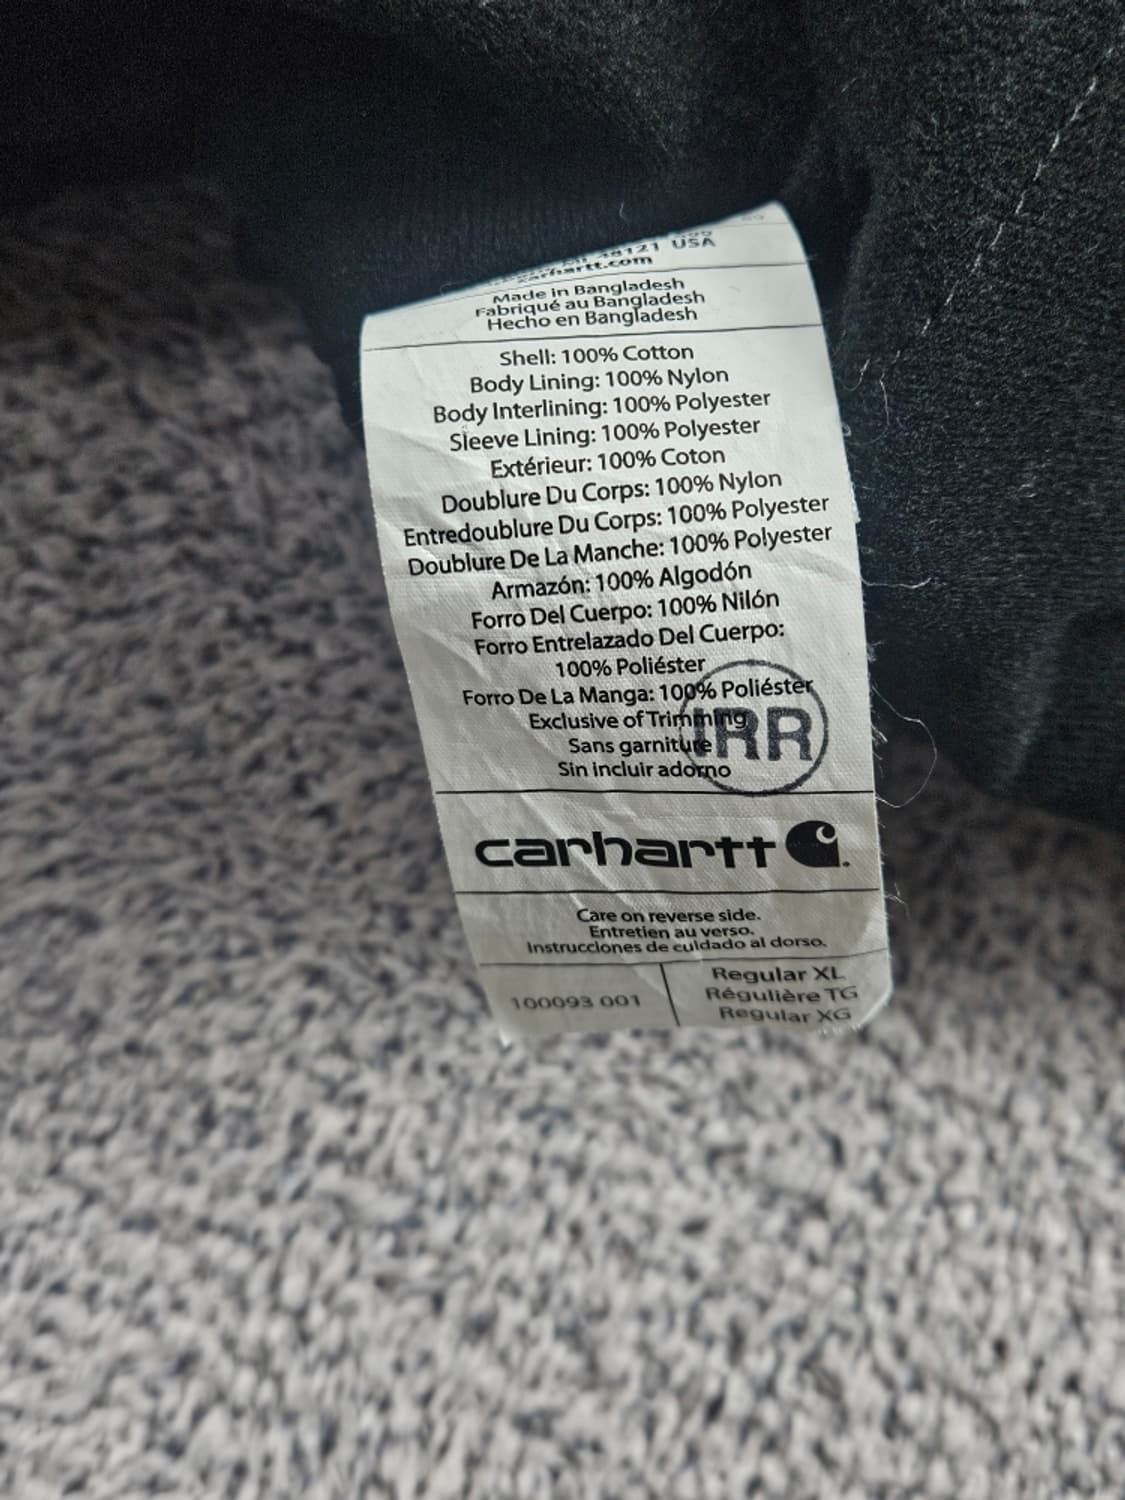 48121 USA
carhartt.com
Made in Bangladesh
Fabriqué au Bangladesh
Hecho en Bangladesh
Shell: 100% Cotton
Body Lining: 100% Nylon
Body Interlining: 100% Polyester
Sleeve Lining: 100% Polyester
Extérieur: 100% Coton
Doublure Du Corps: 100% Nylon
Entredoublure Du Corps: 100% Polyester
Doublure De La Manche: 100% Polyester
Armazón: 100% Algodón
Forro Del Cuerpo: 100% Nilón
Forro Entrelazado Del Cuerpo:
100% Poliéster
Forro De La Manga: 100% Poliéster
Exclusive of Trimming
Sans garniture
Sin incluir adorno
IRR
carhartt
Care on reverse side.
Entretien au verso.
Instrucciones de cuidado al dorso.
100093 001
Regular XL
Régulière TG
Regular XG